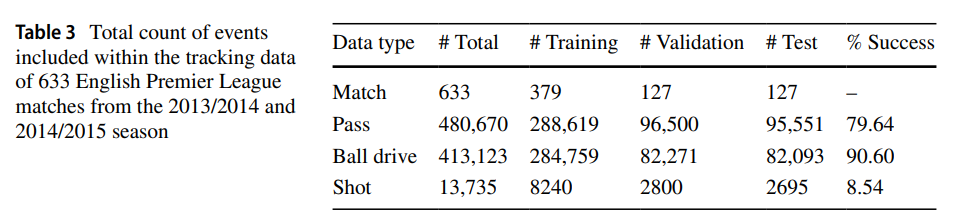 Table 3 Total count of events
included within the tracking data
of 633 English Premier League
matches from the 2013/2014 and
2014/2015 season
Data type # Total # Training # Validation # Test % Success
Match 633 379 127 127 –
Pass 480,670 288,619 96,500 95,551 79.64
Ball drive 413,123 284,759 82,271 82,093 90.60
Shot 13,735 8240 2800 2695 8.54